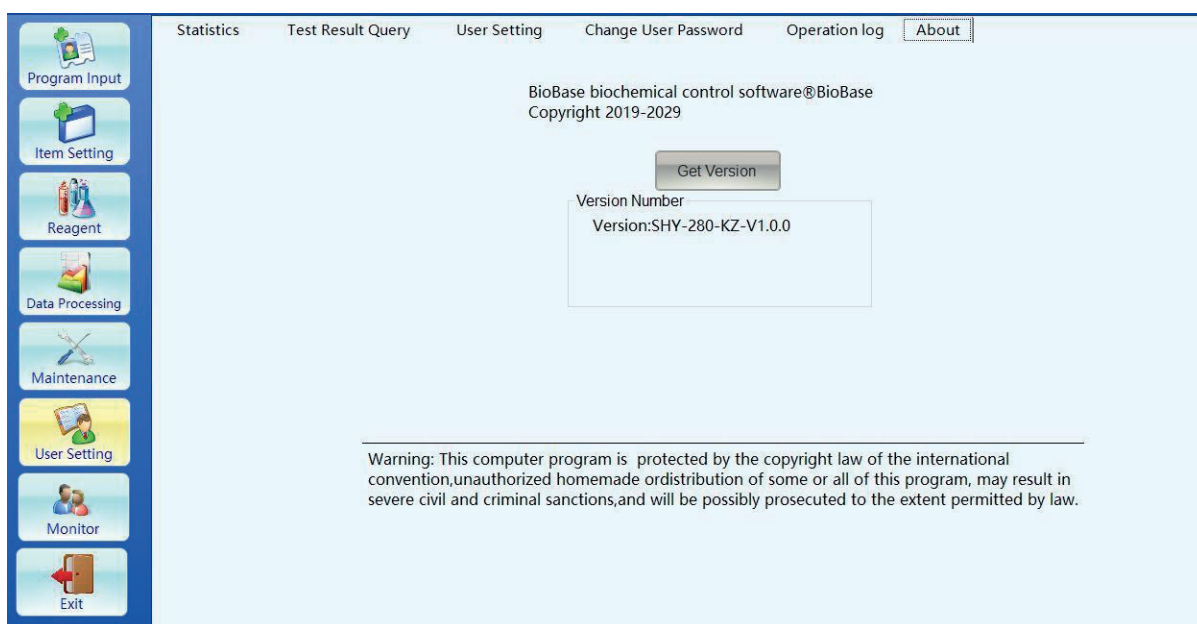 Statistics Test Result Query User Setting Change User Password Operation log About
Program Input
Item Setting
Reagent
Data Processing
Maintenance
User Setting
Monitor
Exit
BioBase biochemical control software®BioBase
Copyright 2019-2029
Get Version
Version Number
Version:SHY-280-KZ-V1.0.0
Warning: This computer program is protected by the copyright law of the international
convention,unauthorized homemade ordistribution of some or all of this program, may result in
severe civil and criminal sanctions,and will be possibly prosecuted to the extent permitted by law.